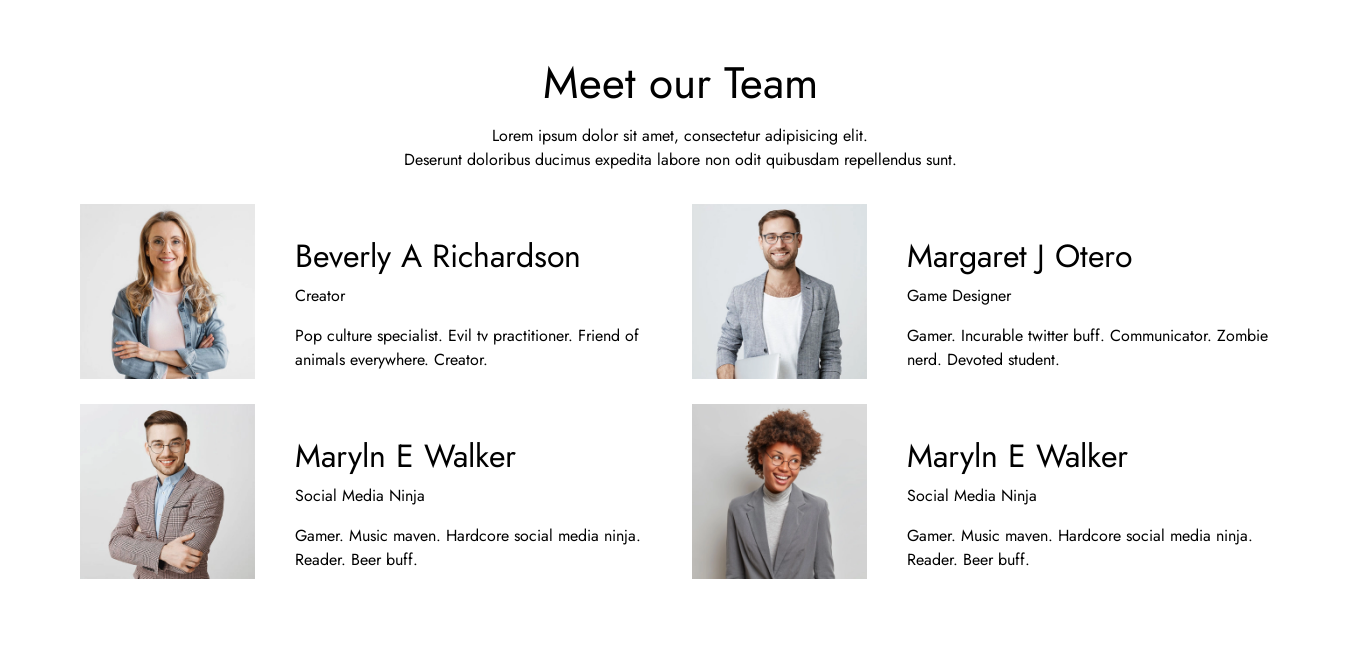 Meet our Team
Lorem ipsum dolor sit amet, consectetur adipisicing elit.
Deserunt doloribus ducimus expedita labore non odit quibusdam repellendus sunt.
Beverly A Richardson
Creator
Pop culture specialist. Evil tv practitioner. Friend of
animals everywhere. Creator.
Margaret J Otero
Game Designer
Gamer. Incurable twitter buff. Communicator. Zombie
nerd. Devoted student.
Maryln E Walker
Social Media Ninja
Gamer. Music maven. Hardcore social media ninja.
Reader. Beer buff.
Maryln E Walker
Social Media Ninja
Gamer. Music maven. Hardcore social media ninja.
Reader. Beer buff.